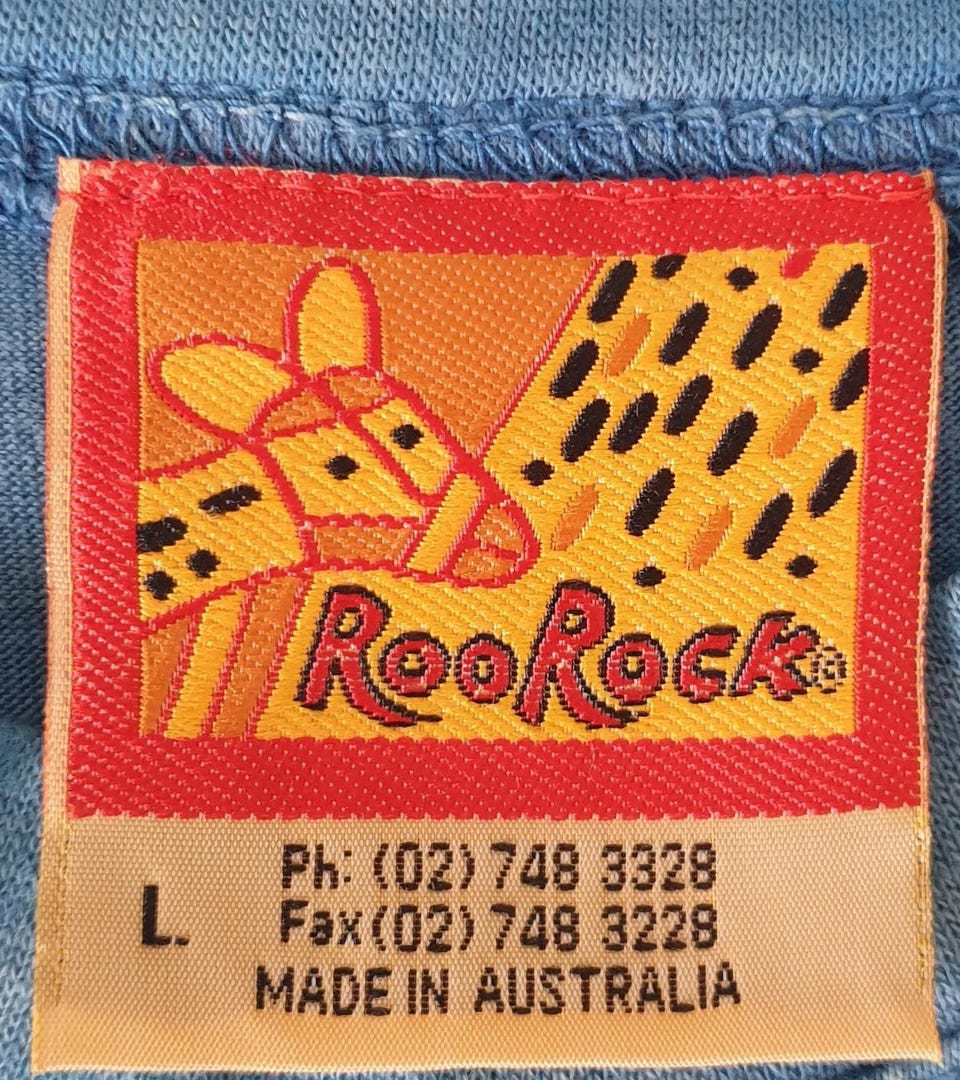 RooRock®
Ph: (02) 748 3328
L. Fax (02) 748 3228
MADE IN AUSTRALIA